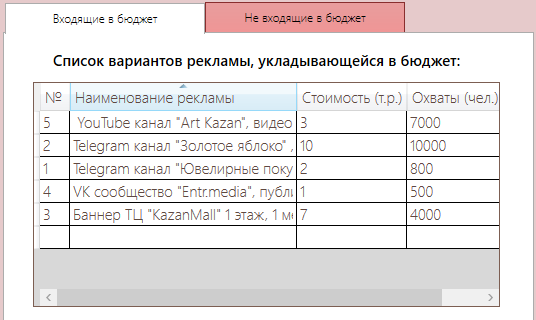 Входящие в бюджет Не входящие в бюджет
Список вариантов рекламы, укладывающейся в бюджет:
№ Наименование рекламы Стоимость (т.р.) Охваты (чел.)
5 YouTube канал "Art Kazan", видео 3 7000
2 Telegram канал "Золотое яблоко" , 10 10000
1 Telegram канал "Ювелирные поку 2 800
4 VK сообщество "Entr.media", публи 1 500
3 Баннер ТЦ "KazanMall" 1 этаж, 1 ме 7 4000